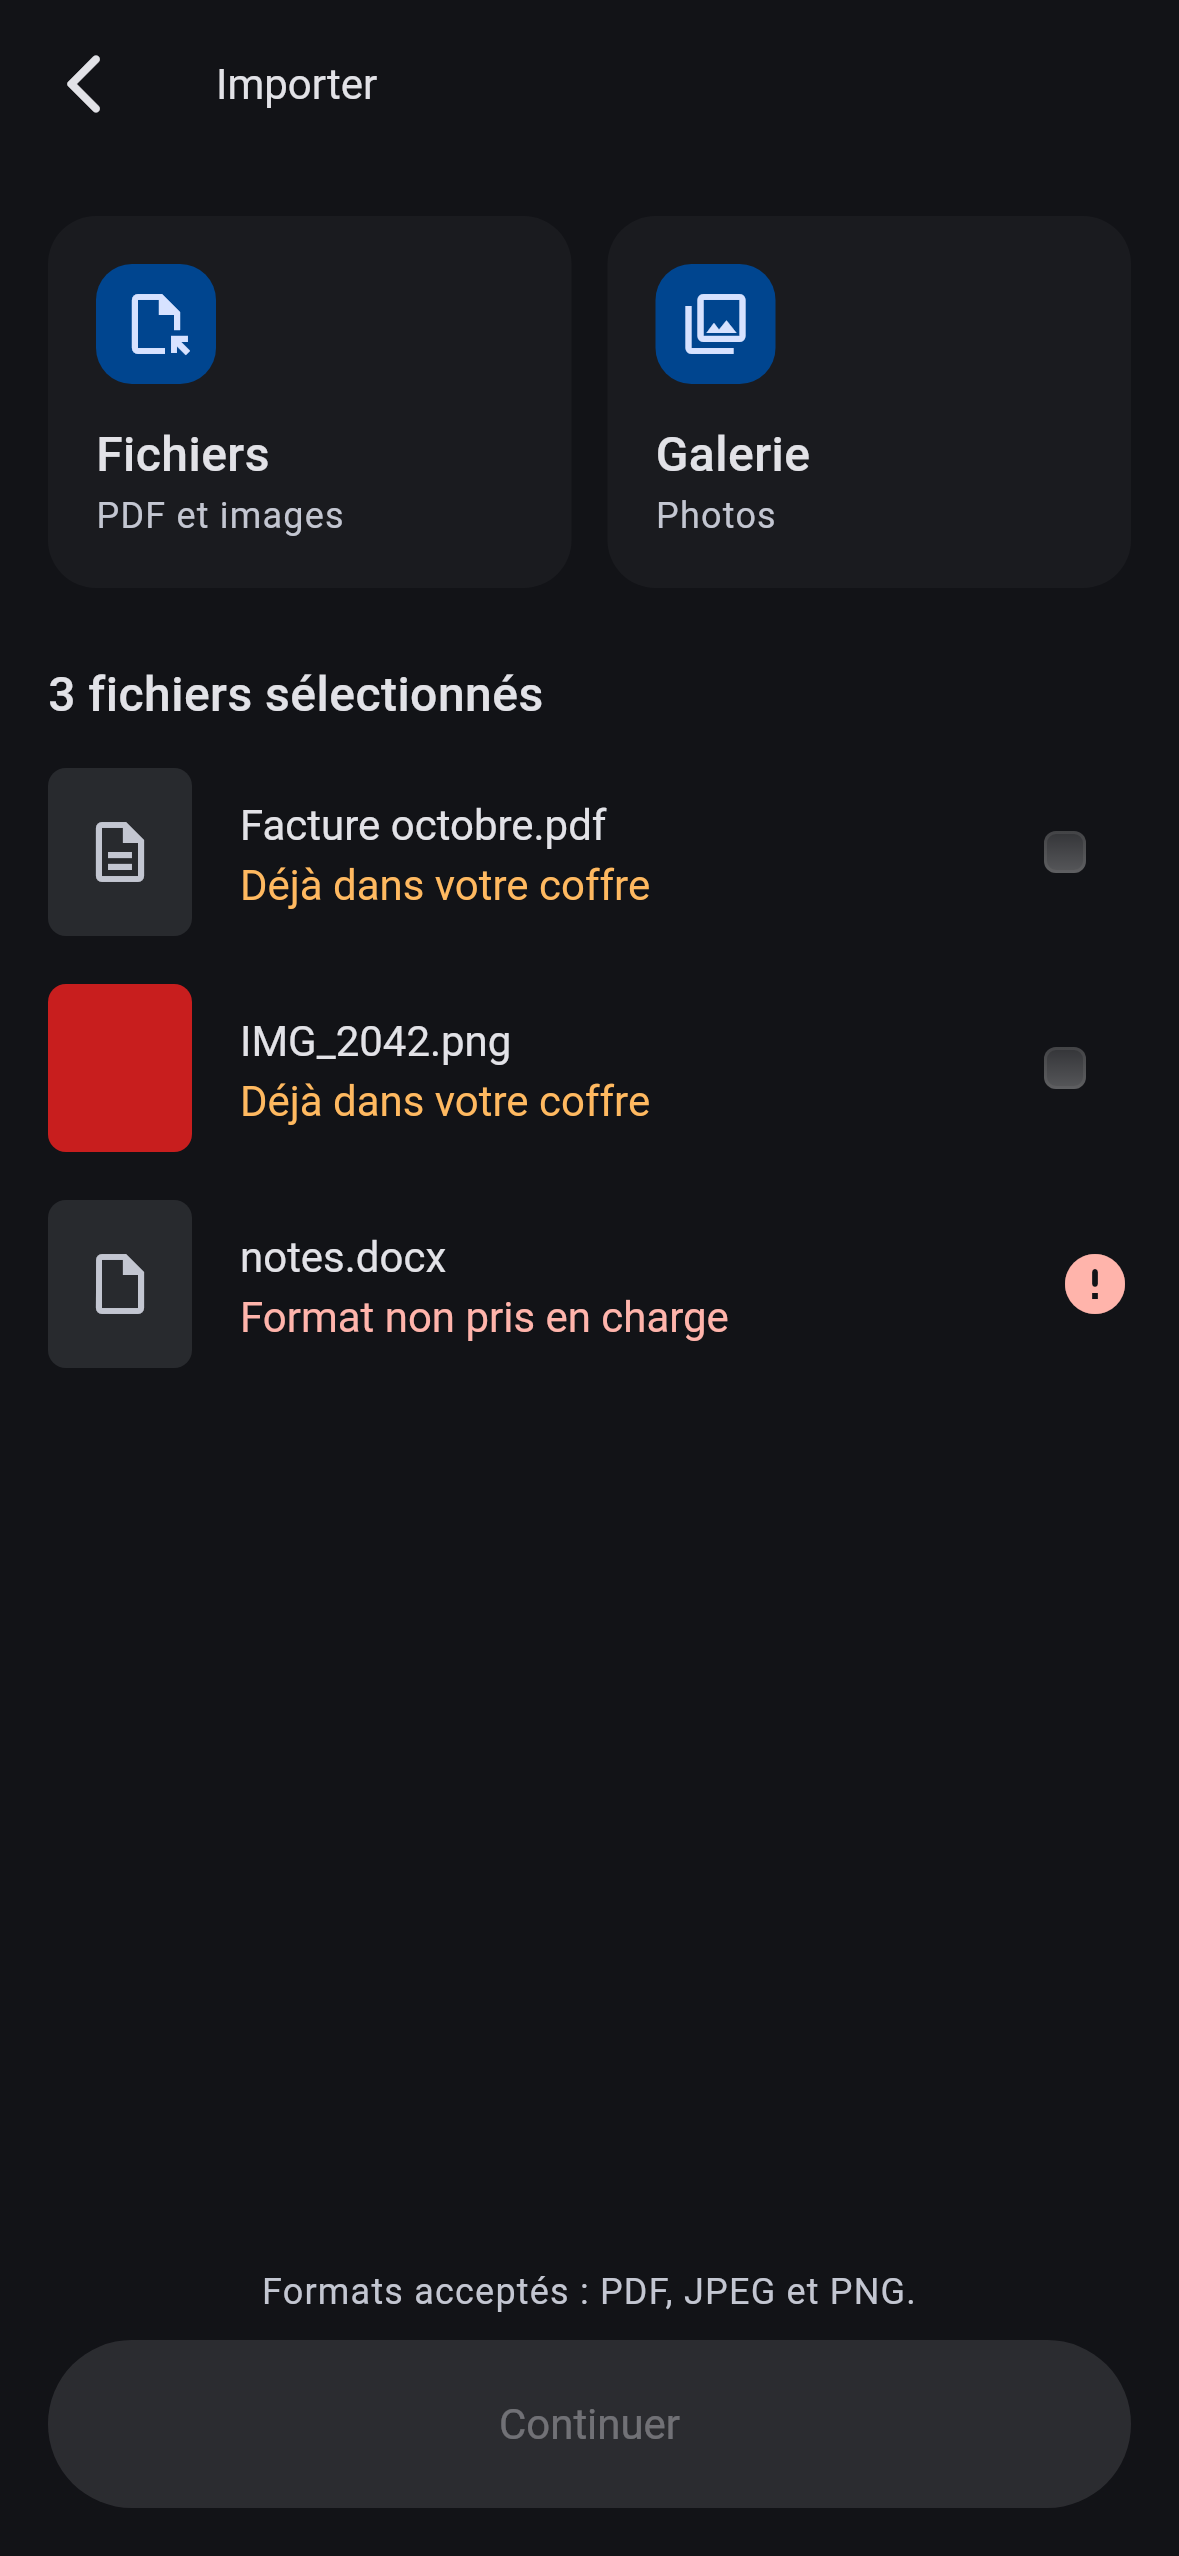 Importer
Fichiers
PDF et images
Galerie
Photos
3 fichiers sélectionnés
Facture octobre.pdf
Déjà dans votre coffre
IMG_2042.png
Déjà dans votre coffre
notes.docx
Format non pris en charge
Formats acceptés : PDF, JPEG et PNG.
Continuer